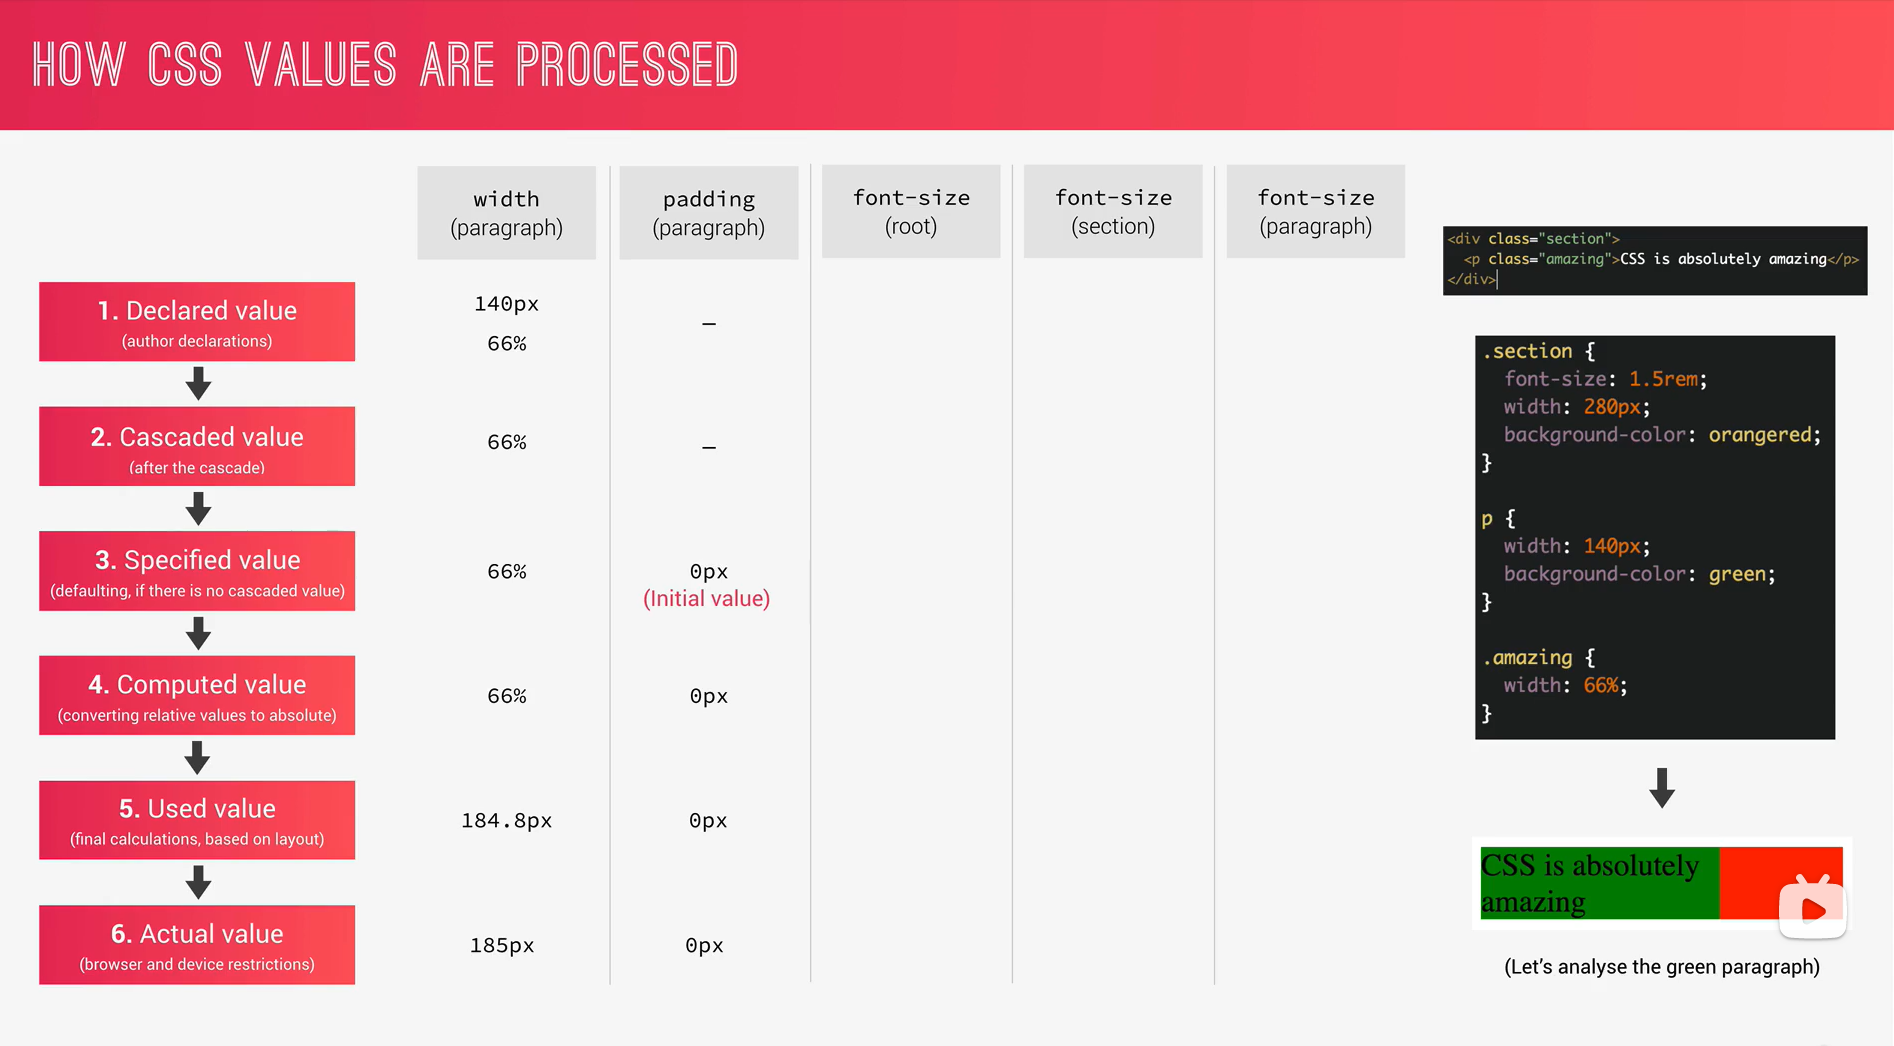 HOW CSS VALUES ARE PROCESSED
width
(paragraph)
padding
(paragraph)
font-size
(root)
font-size
(section)
font-size
(paragraph)
1. Declared value
(author declarations)
140px
66%
–
2. Cascaded value
(after the cascade)
66%
–
3. Specified value
(defaulting, if there is no cascaded value)
66%
0px
(Initial value)
4. Computed value
(converting relative values to absolute)
66%
0px
5. Used value
(final calculations, based on layout)
184.8px
0px
6. Actual value
(browser and device restrictions)
185px
0px
<div class="section">
  <p class="amazing">CSS is absolutely amazing</p>
</div>
.section {
  font-size: 1.5rem;
  width: 280px;
  background-color: orangered;
}
p {
  width: 140px;
  background-color: green;
}
.amazing {
  width: 66%;
}
CSS is absolutely
amazing
(Let's analyse the green paragraph)